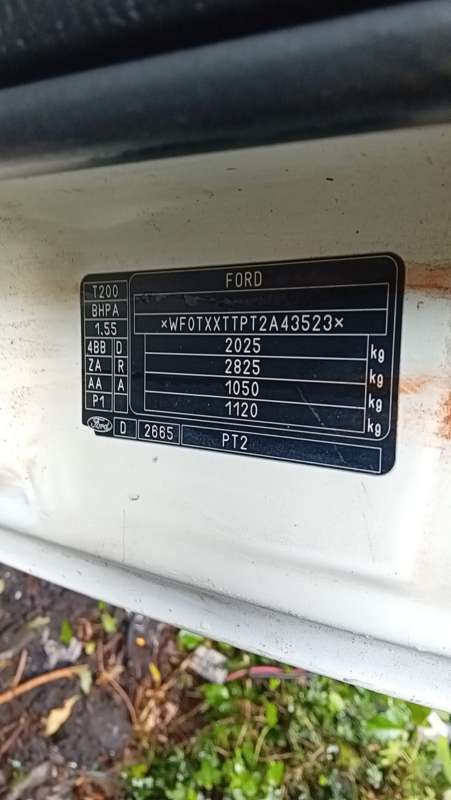 FORD
T200
BHPA
1.55
4BB D
ZA R
AA A
P1
×WF0TXXTTPT2A43523×
2025 kg
2825 kg
1050 kg
1120 kg
Ford D 2665 PT2